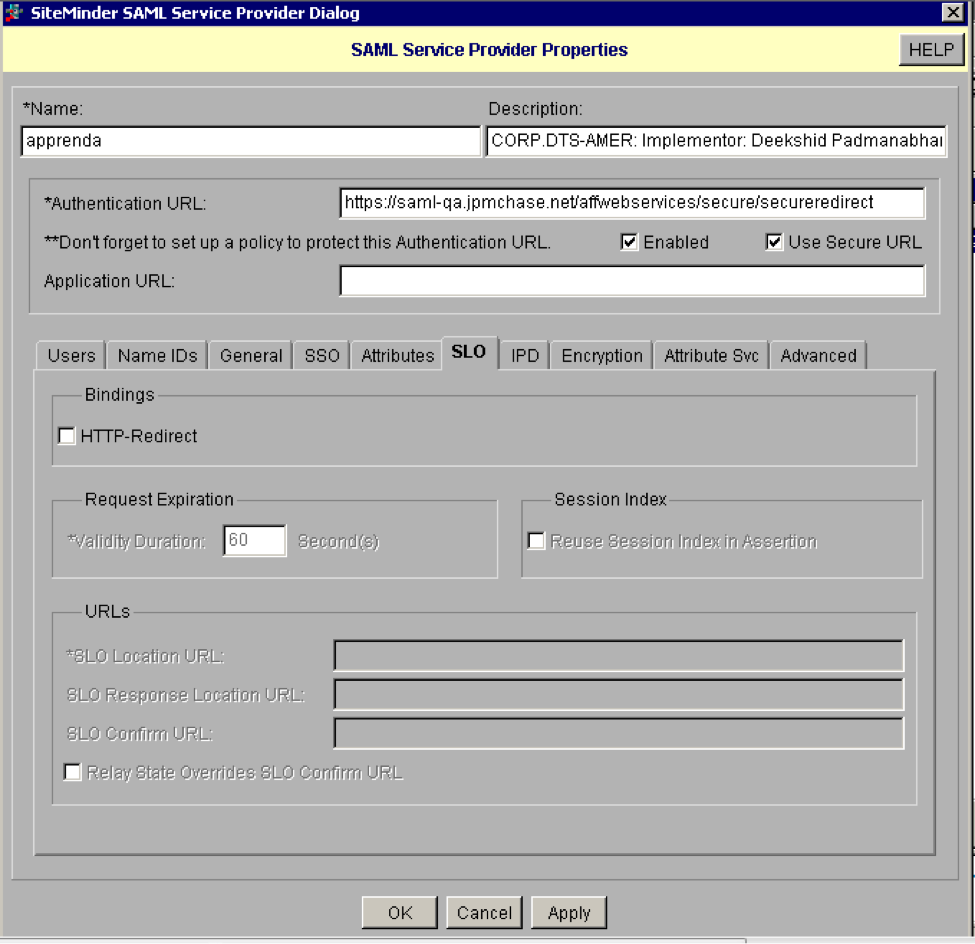 SiteMinder SAML Service Provider Dialog
SAML Service Provider Properties
HELP
*Name:
Description:
apprenda
CORP.DTS-AMER: Implementor: Deekshid Padmanabhan
*Authentication URL:
https://saml-qa.jpmchase.net/affwebservices/secure/secureredirect
**Don't forget to set up a policy to protect this Authentication URL.
Enabled
Use Secure URL
Application URL:
Users
Name IDs
General
SSO
Attributes
SLO
IPD
Encryption
Attribute Svc
Advanced
Bindings
HTTP-Redirect
Request Expiration
*Validity Duration:
60
Second(s)
Session Index
Reuse Session Index in Assertion
URLs
*SLO Location URL:
SLO Response Location URL:
SLO Confirm URL:
Relay State Overrides SLO Confirm URL
OK
Cancel
Apply